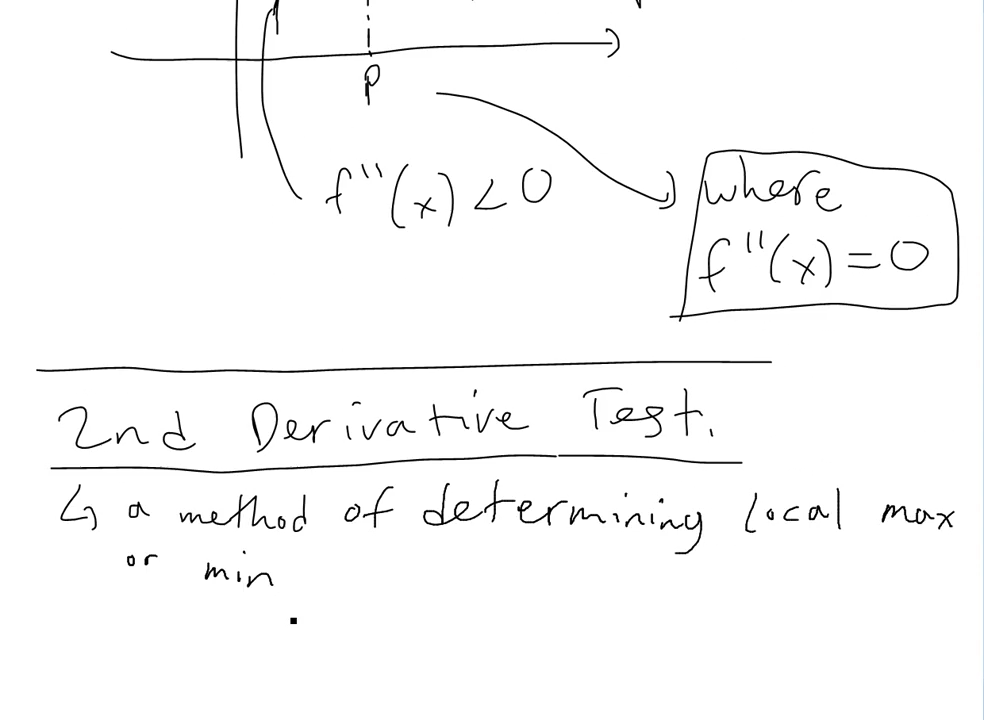 P
f''(x) < 0
where
f''(x) = 0
2nd Derivative Test.
↳ a method of determining local max
or min